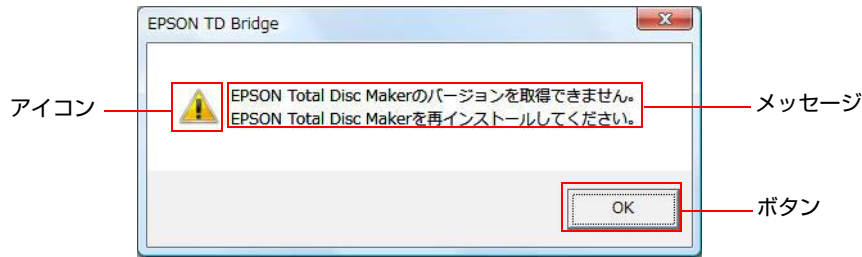 EPSON TD Bridge
アイコン
EPSON Total Disc Makerのバージョンを取得できません。
EPSON Total Disc Makerを再インストールしてください。
メッセージ
OK
ボタン